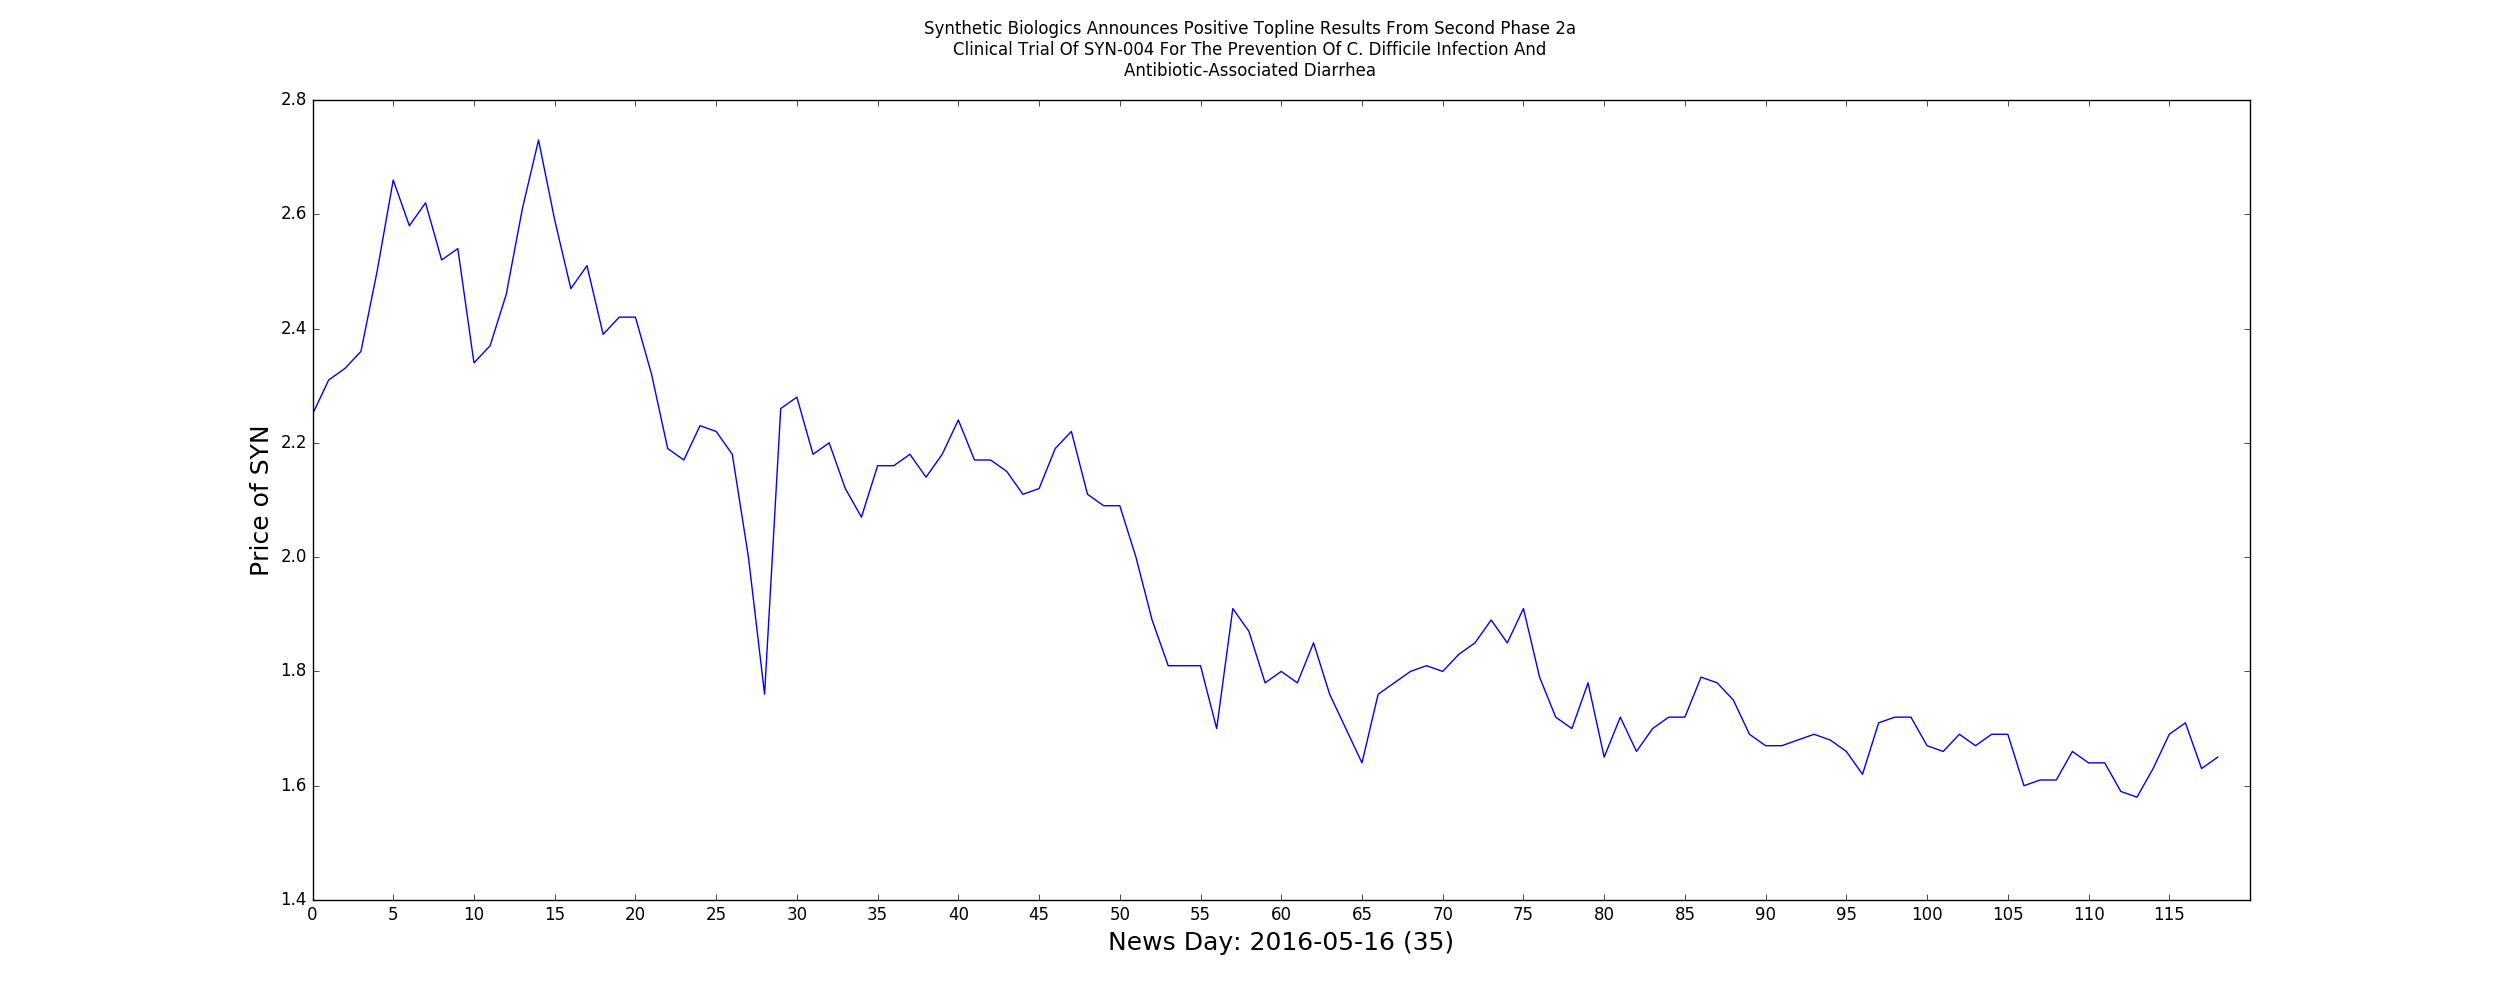 Synthetic Biologics Announces Positive Topline Results From Second Phase 2a
Clinical Trial Of SYN-004 For The Prevention Of C. Difficile Infection And
Antibiotic-Associated Diarrhea
2.8
2.6
2.4
2.2
2.0
1.8
1.6
1.4
Price of SYN
0 5 10 15 20 25 30 35 40 45 50 55 60 65 70 75 80 85 90 95 100 105 110 115
News Day: 2016-05-16 (35)